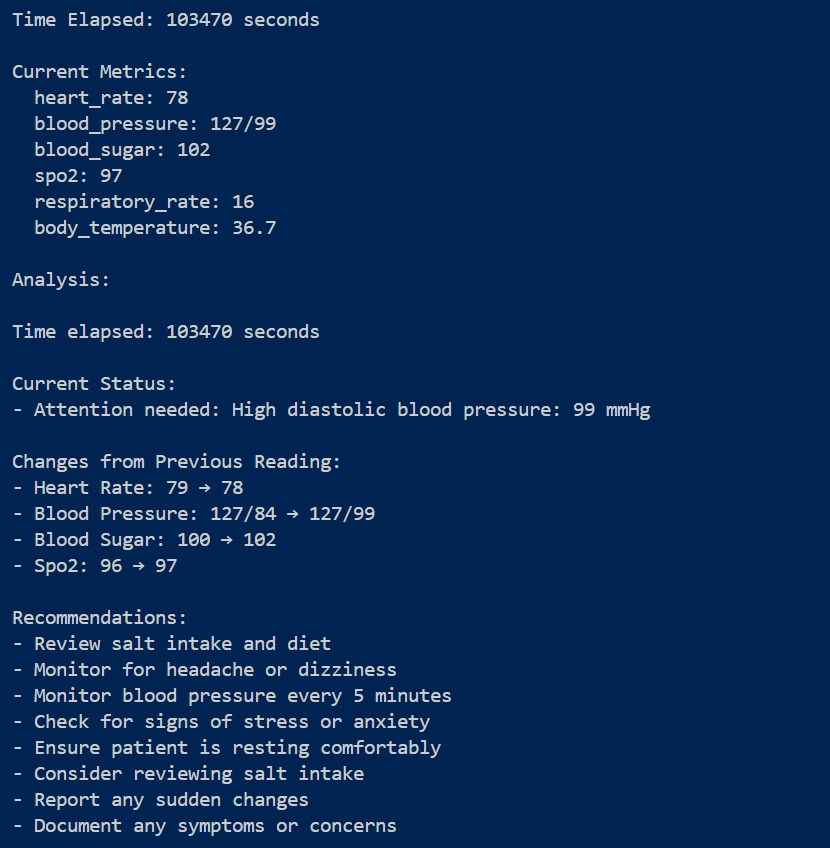 Time Elapsed: 103470 seconds
Current Metrics:
heart_rate: 78
blood_pressure: 127/99
blood_sugar: 102
spo2: 97
respiratory_rate: 16
body_temperature: 36.7
Analysis:
Time elapsed: 103470 seconds
Current Status:
- Attention needed: High diastolic blood pressure: 99 mmHg
Changes from Previous Reading:
- Heart Rate: 79 → 78
- Blood Pressure: 127/84 → 127/99
- Blood Sugar: 100 → 102
- Spo2: 96 → 97
Recommendations:
- Review salt intake and diet
- Monitor for headache or dizziness
- Monitor blood pressure every 5 minutes
- Check for signs of stress or anxiety
- Ensure patient is resting comfortably
- Consider reviewing salt intake
- Report any sudden changes
- Document any symptoms or concerns